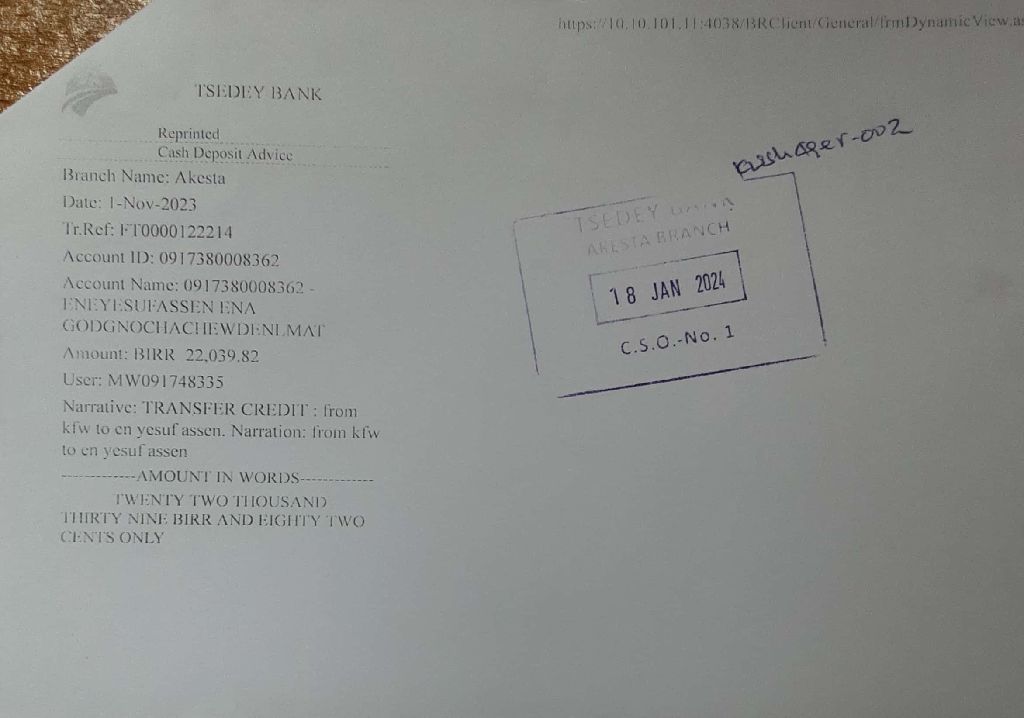 https://10.10.101.11:4038/BRClient/General/frmDynamicView.as
TSEDEY BANK
Reprinted
Cash Deposit Advice
Branch Name: Akesta
Date: 1-Nov-2023
Tr.Ref: FT0000122214
Account ID: 0917380008362
Account Name: 0917380008362 -
ENEYESUFASSEN ENA
GODGNOCHACHEWDENLMAT
Amount: BIRR 22,039.82
User: MW091748335
Narrative: TRANSFER CREDIT : from
kfw to en yesuf assen. Narration: from kfw
to en yesuf assen
-------------AMOUNT IN WORDS-------------
TWENTY TWO THOUSAND
THIRTY NINE BIRR AND EIGHTY TWO
CENTS ONLY
-002
TSEDEY BANK
AKESTA BRANCH
18 JAN 2024
C.S.O.-No. 1